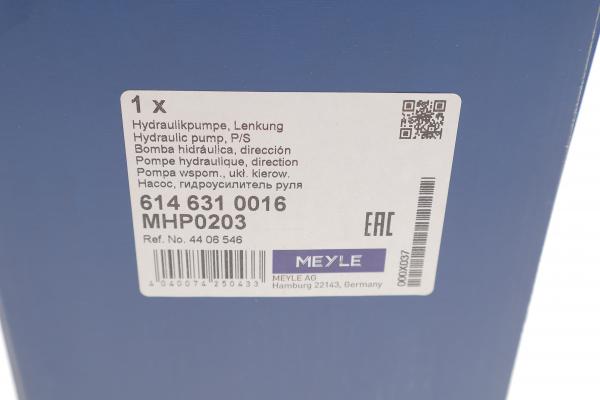 1 x
Hydraulikpumpe, Lenkung
Hydraulic pump, P/S
Bomba hidráulica, dirección
Pompe hydraulique, direction
Pompa wspom., ukł. kierow.
Насос, гидроусилитель руля
614 631 0016
MHP0203
Ref. No. 44 06 546
EAC
MEYLE
MEYLE AG
Hamburg 22143, Germany
4 040074 250433
000X037